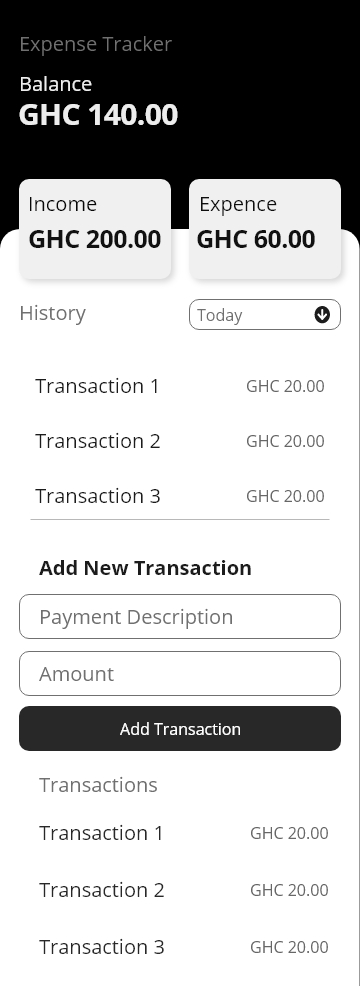 Expense Tracker
Balance
GHC 140.00
Income
GHC 200.00
Expence
GHC 60.00
History
Today
Transaction 1 GHC 20.00
Transaction 2 GHC 20.00
Transaction 3 GHC 20.00
Add New Transaction
Payment Description
Amount
Add Transaction
Transactions
Transaction 1 GHC 20.00
Transaction 2 GHC 20.00
Transaction 3 GHC 20.00